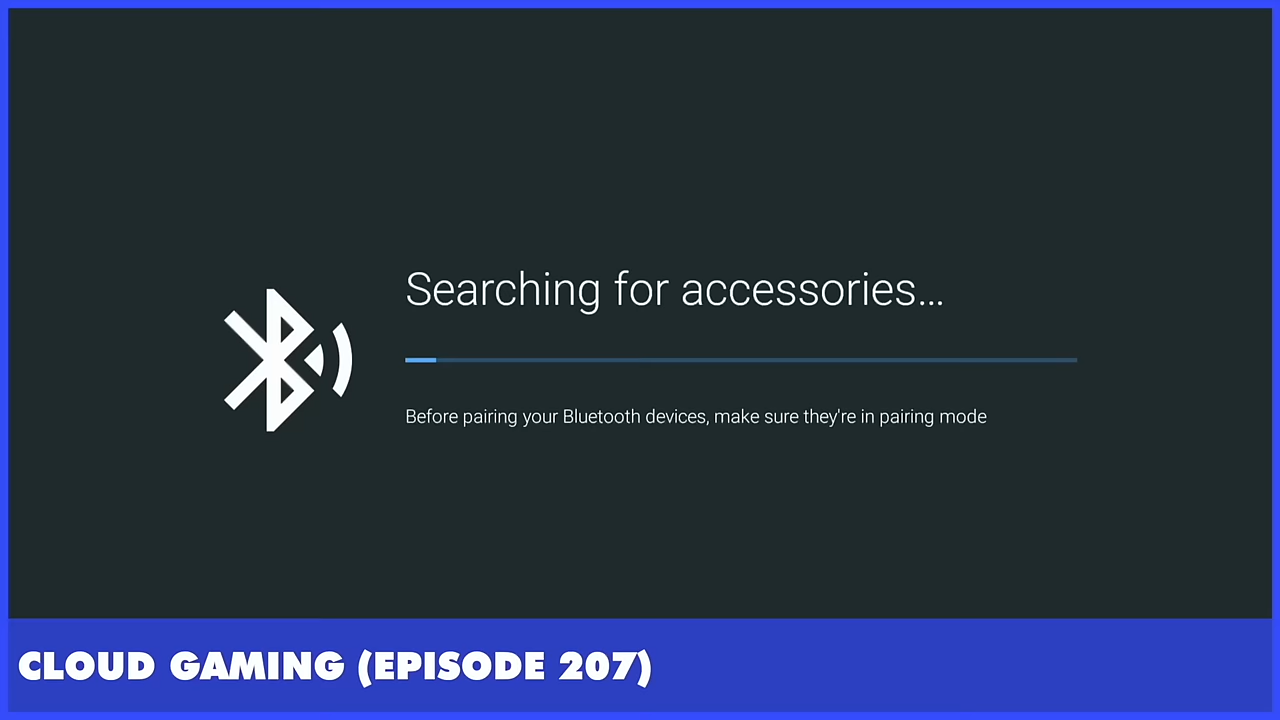 Searching for accessories...
Before pairing your Bluetooth devices, make sure they're in pairing mode
CLOUD GAMING (EPISODE 207)